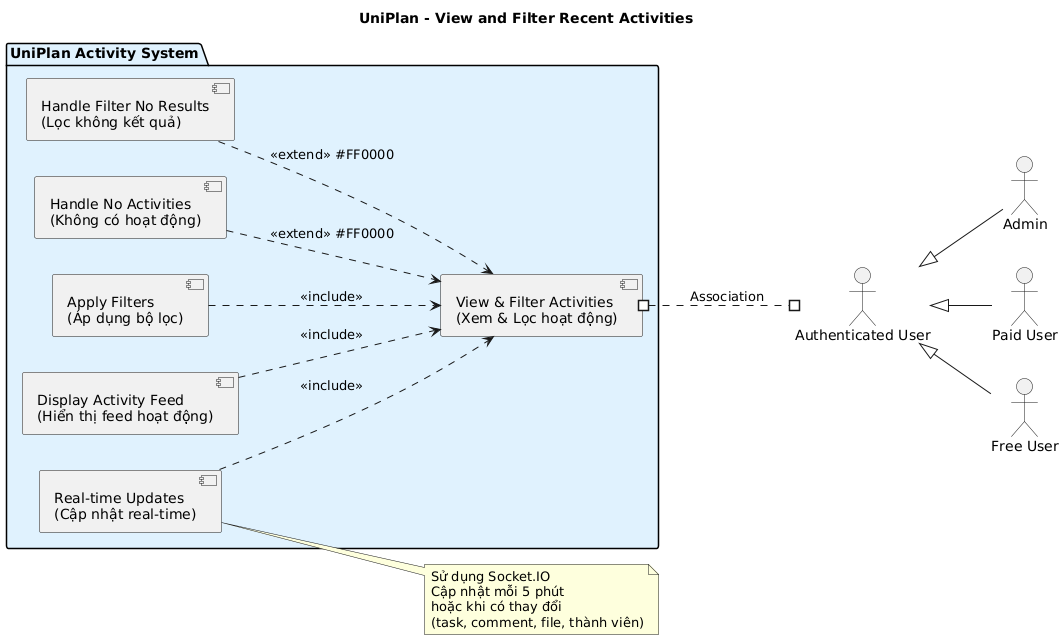 UniPlan - View and Filter Recent Activities
UniPlan Activity System
Handle Filter No Results
(Lọc không kết quả)
«extend» #FF0000
Handle No Activities
(Không có hoạt động)
«extend» #FF0000
Apply Filters
(Áp dụng bộ lọc)
«include»
Display Activity Feed
(Hiển thị feed hoạt động)
«include»
Real-time Updates
(Cập nhật real-time)
«include»
View & Filter Activities
(Xem & Lọc hoạt động)
Association
Authenticated User
Admin
Paid User
Free User
Sử dụng Socket.IO
Cập nhật mỗi 5 phút
hoặc khi có thay đổi
(task, comment, file, thành viên)